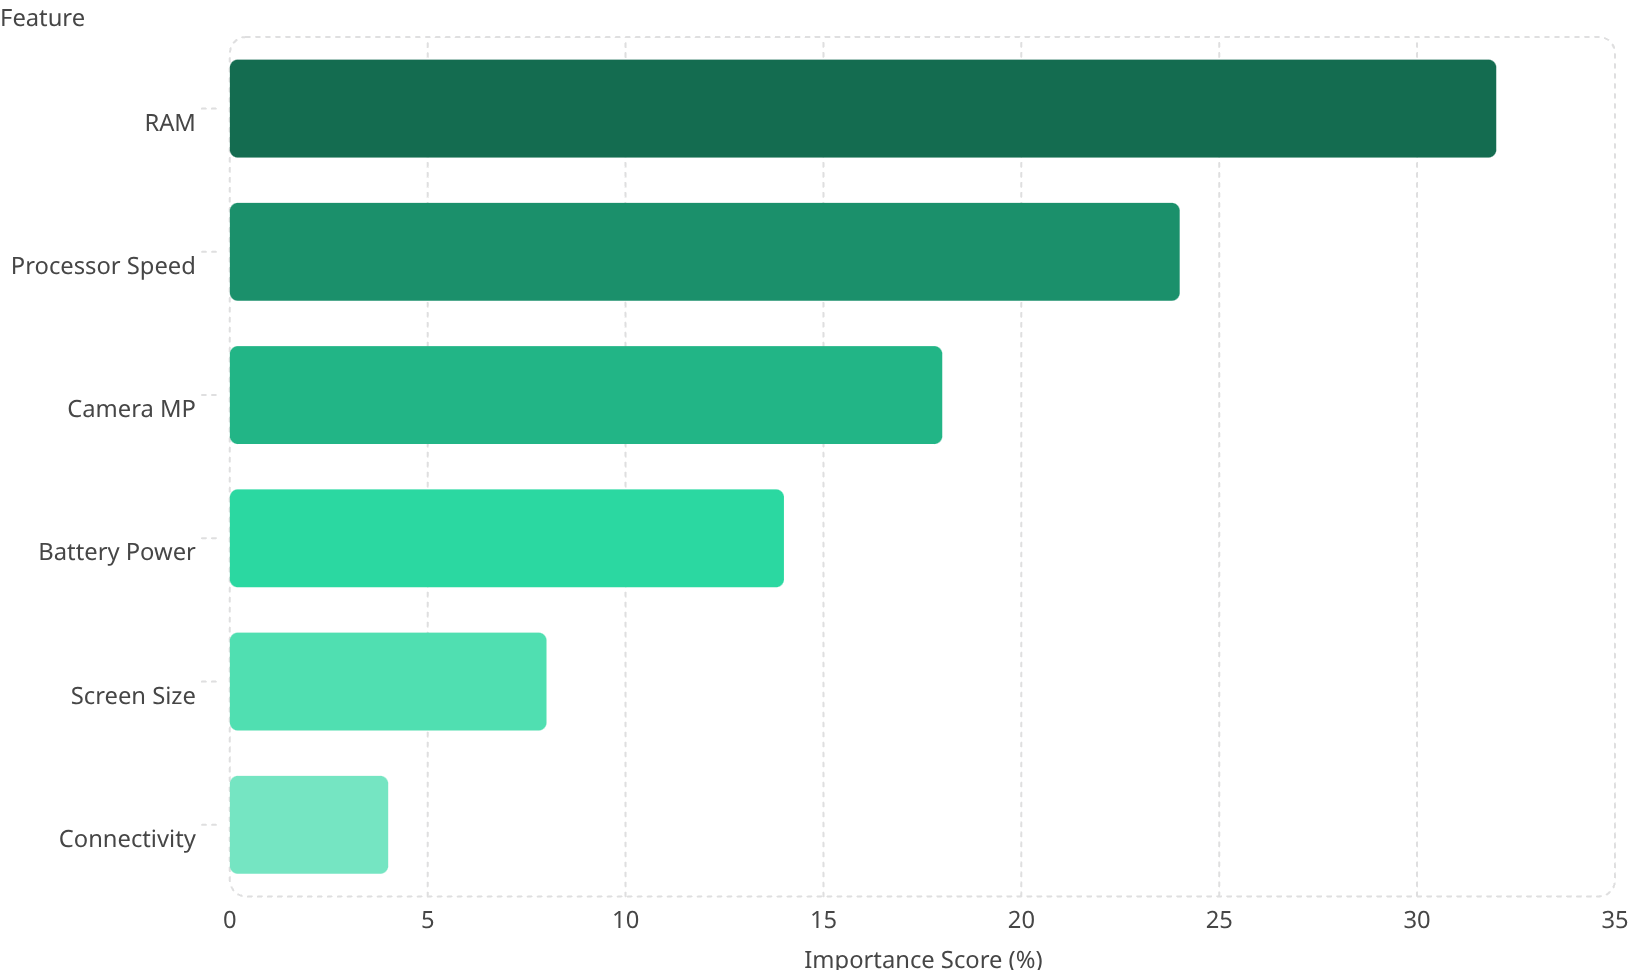 Feature
RAM
Processor Speed
Camera MP
Battery Power
Screen Size
Connectivity
0 5 10 15 20 25 30 35
Importance Score (%)